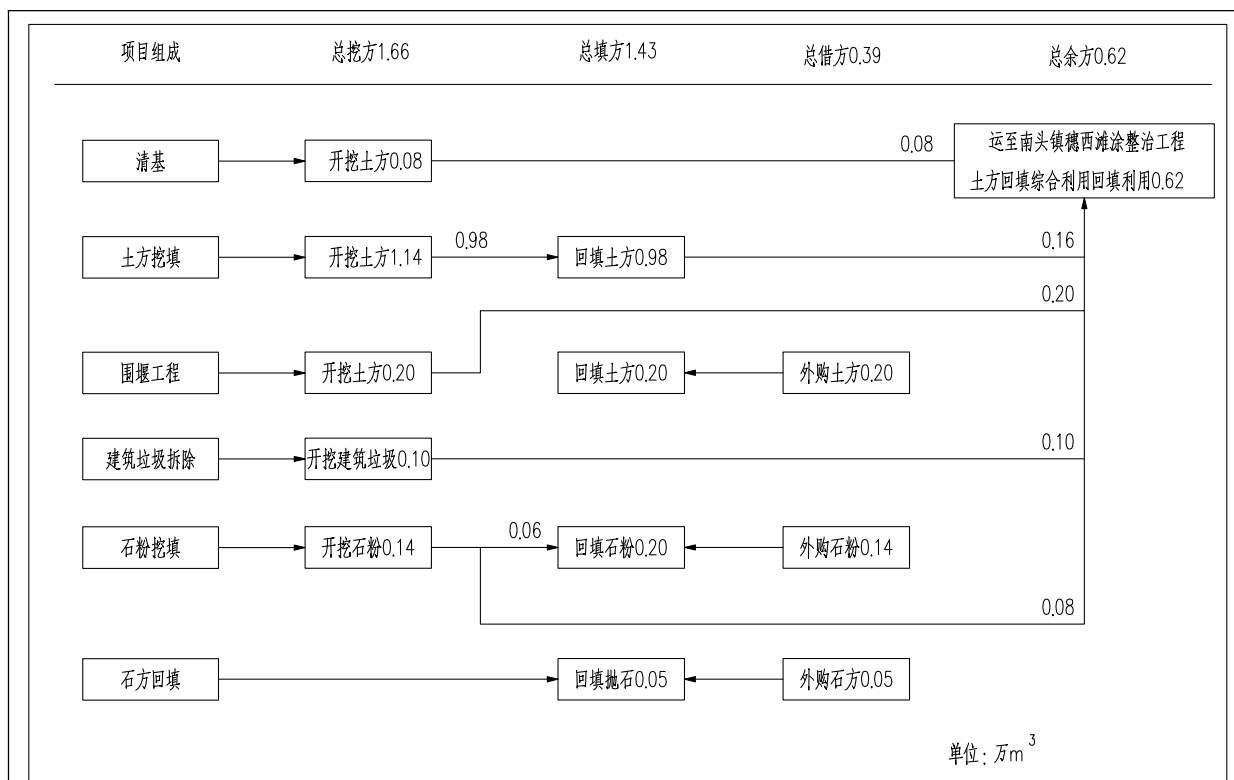 项目组成
总挖方1.66
总填方1.43
总借方0.39
总余方0.62
清基
开挖土方0.08
0.08
运至南头镇穗西滩涂整治工程
土方回填综合利用回填利用0.62
土方挖填
开挖土方1.14
0.98
回填土方0.98
0.16
0.20
围堰工程
开挖土方0.20
回填土方0.20
外购土方0.20
建筑垃圾拆除
开挖建筑垃圾0.10
0.10
石粉挖填
开挖石粉0.14
0.06
回填石粉0.20
外购石粉0.14
0.08
石方回填
回填抛石0.05
外购石方0.05
单位：万m³